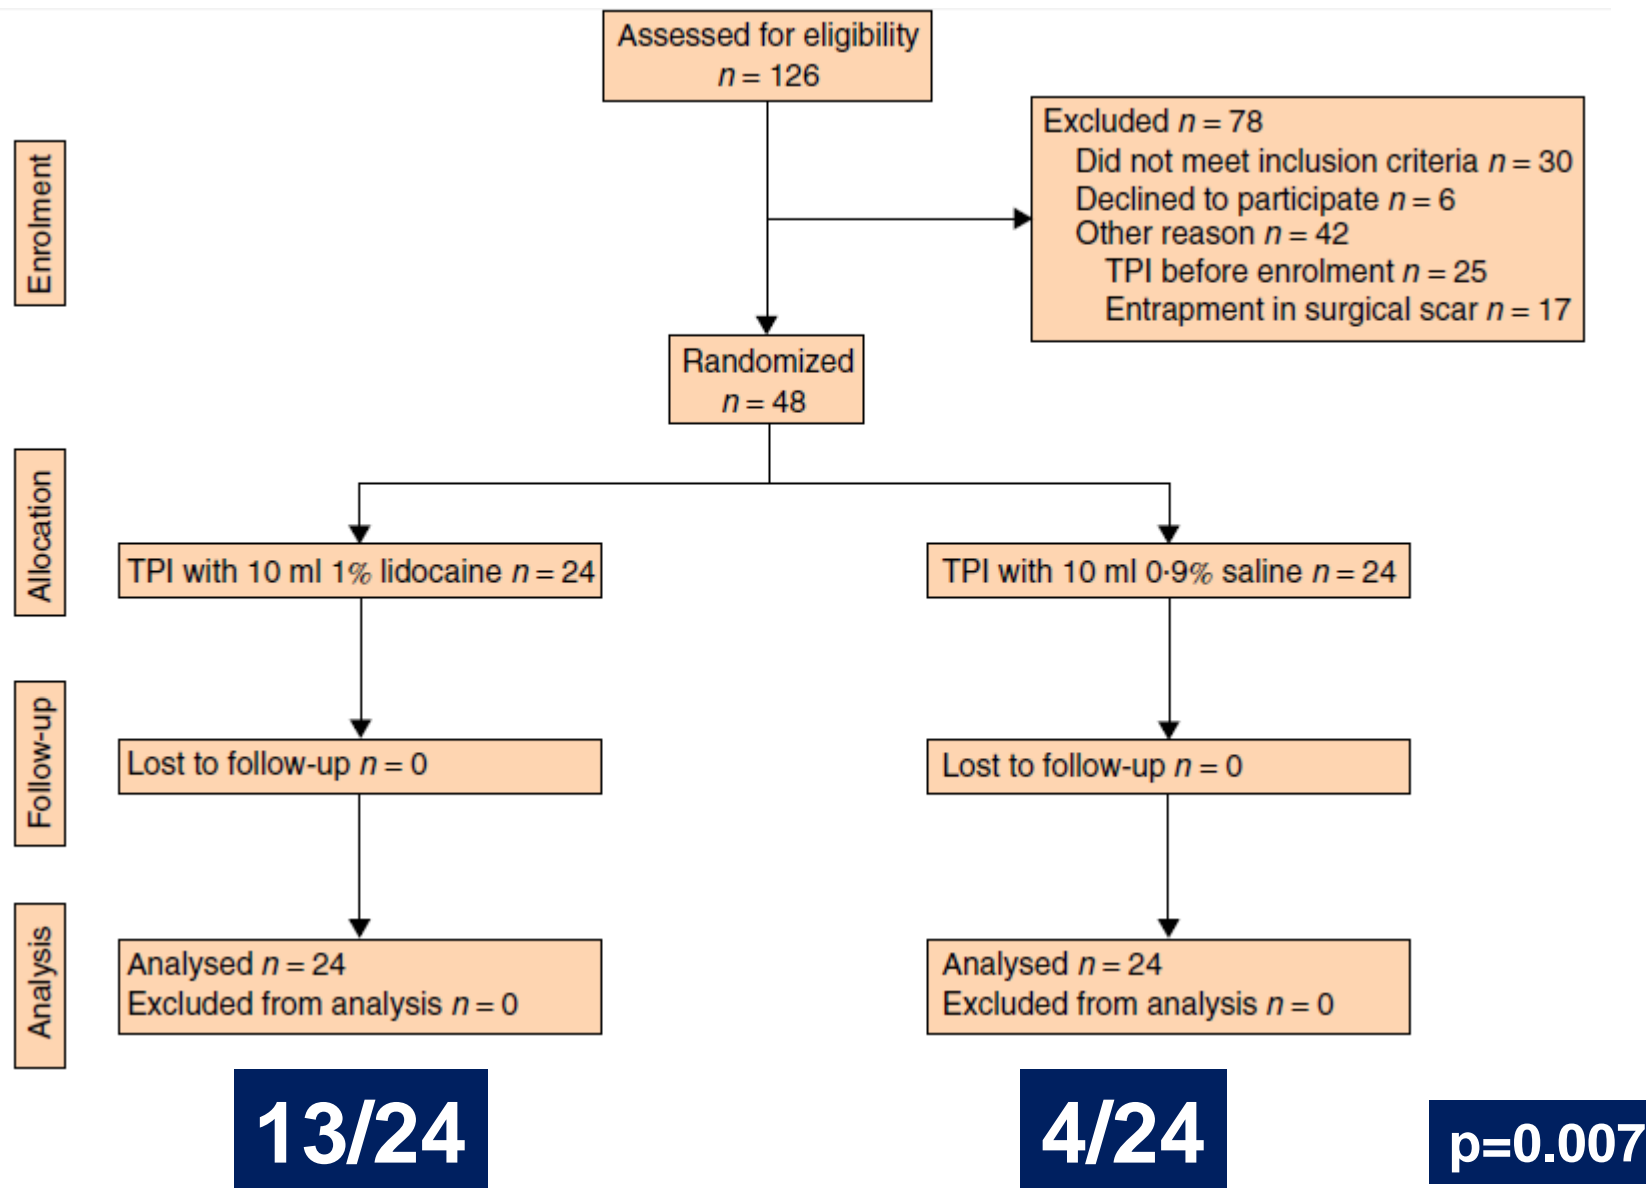 Assessed for eligibility
n = 126
Excluded n = 78
Did not meet inclusion criteria n = 30
Declined to participate n = 6
Other reason n = 42
TPI before enrolment n = 25
Entrapment in surgical scar n = 17
Enrolment
Randomized
n = 48
Allocation
TPI with 10 ml 1% lidocaine n = 24
TPI with 10 ml 0·9% saline n = 24
Follow-up
Lost to follow-up n = 0
Lost to follow-up n = 0
Analysis
Analysed n = 24
Excluded from analysis n = 0
Analysed n = 24
Excluded from analysis n = 0
13/24
4/24
p=0.007